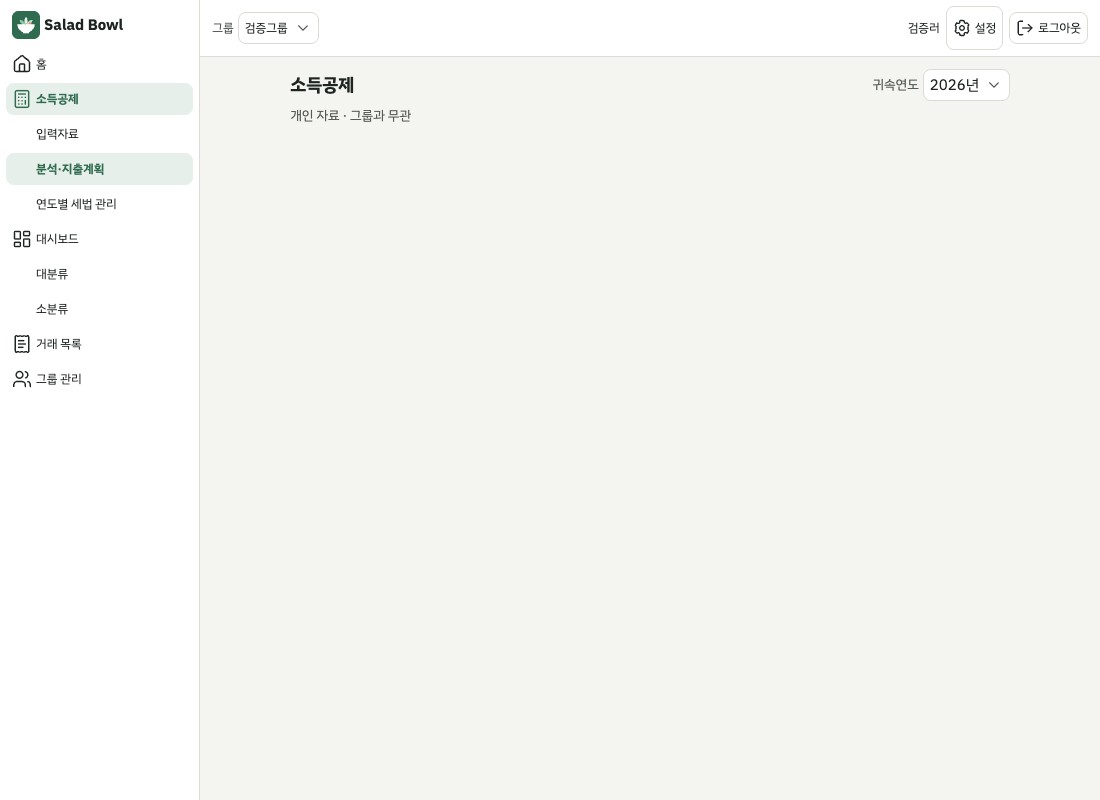 Salad Bowl
홈
소득공제
입력자료
분석·지출계획
연도별 세법 관리
대시보드
대분류
소분류
거래 목록
그룹 관리
그룹 검증그룹
검증러 설정 로그아웃
소득공제
귀속연도 2026년
개인 자료 · 그룹과 무관